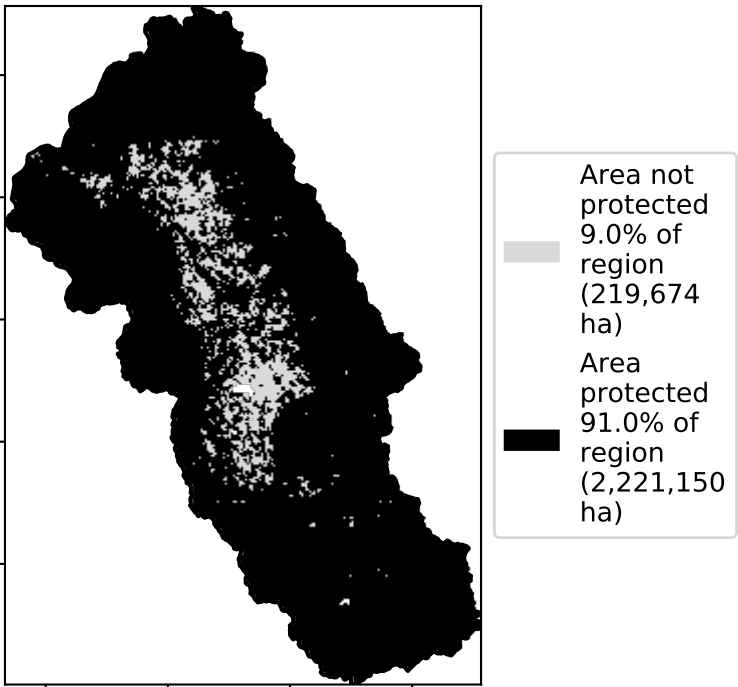 Area not
protected
9.0% of
region
(219,674
ha)
Area
protected
91.0% of
region
(2,221,150
ha)